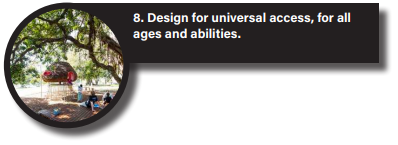 8. Design for universal access, for all
ages and abilities.